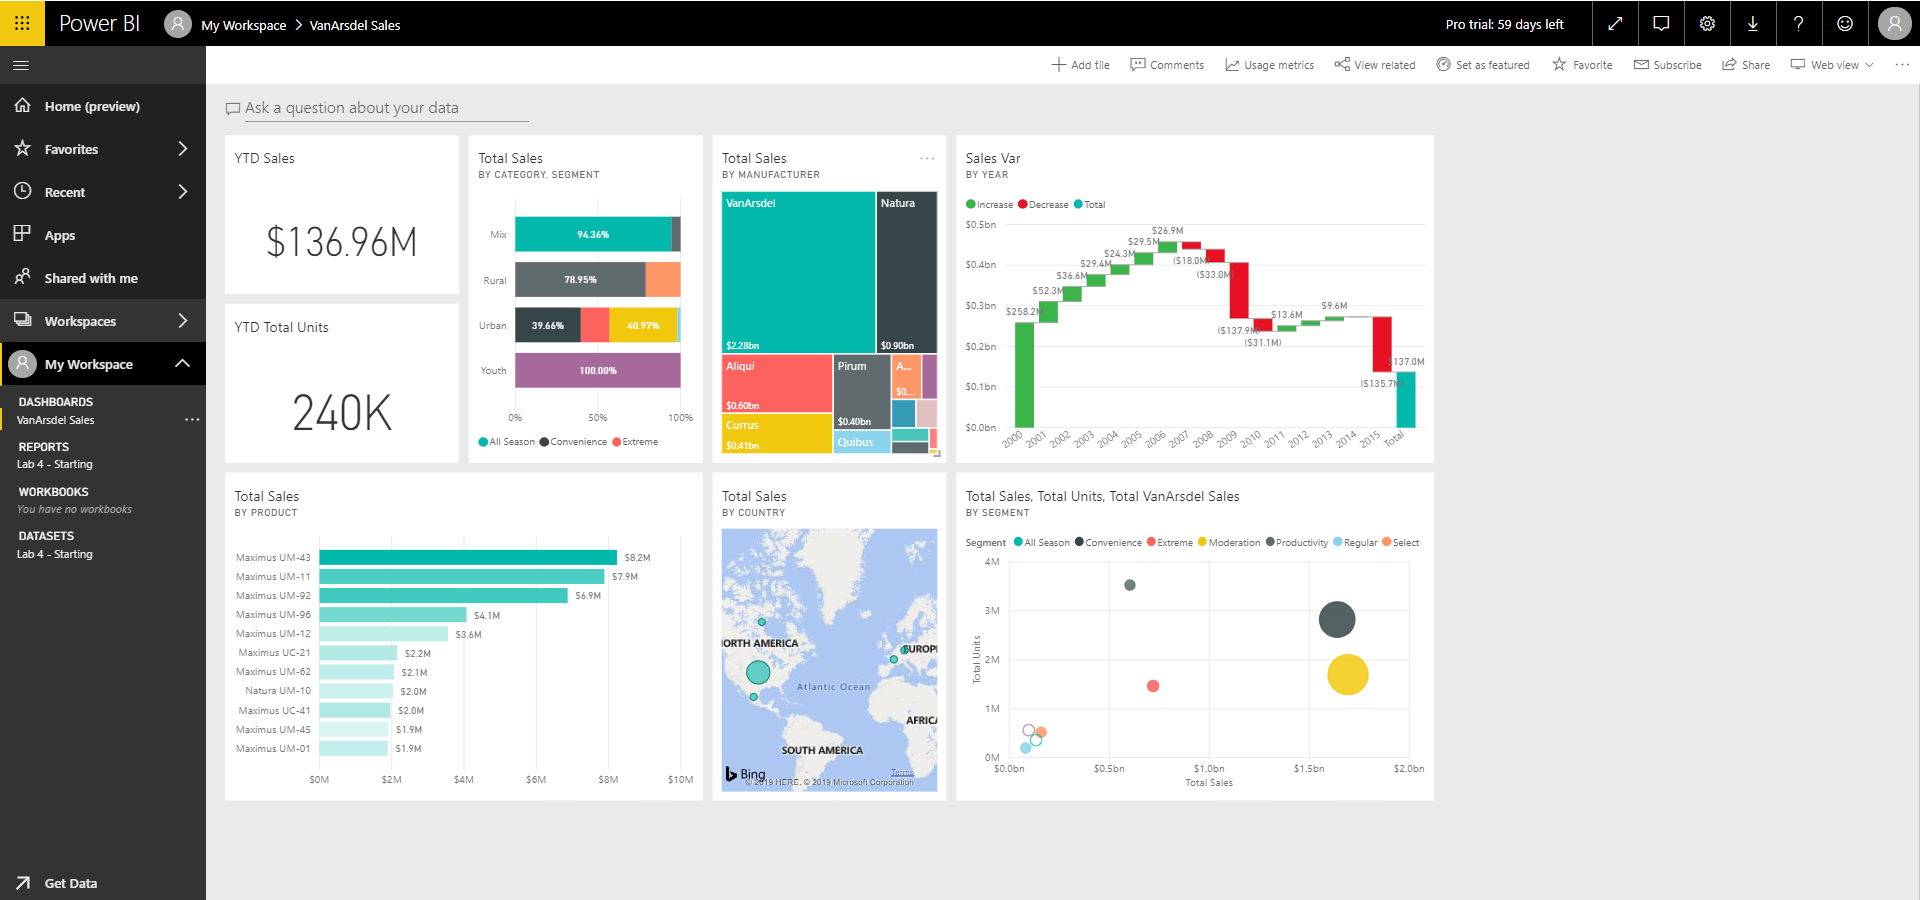 Power BI
My Workspace > VanArsdel Sales
Pro trial: 59 days left
?
Add tile
Comments
Usage metrics
View related
Set as featured
Favorite
Subscribe
Share
Web view
Home (preview)
Favorites
Recent
Apps
Shared with me
Workspaces
My Workspace
DASHBOARDS
VanArsdel Sales
REPORTS
Lab 4 - Starting
WORKBOOKS
You have no workbooks
DATASETS
Lab 4 - Starting
Get Data
Ask a question about your data
YTD Sales
$136.96M
YTD Total Units
240K
Total Sales
BY CATEGORY, SEGMENT
Mix
94.36%
Rural
78.95%
Urban
39.66%
40.97%
Youth
100.00%
0%
50%
100%
All Season
Convenience
Extreme
Total Sales
BY MANUFACTURER
VanArsdel
$2.28bn
Natura
$0.90bn
Aliqui
$0.60bn
Pirum
$0.40bn
A...
$0...
Currus
$0.41bn
Quibus
Sales Var
BY YEAR
Increase
Decrease
Total
$0.5bn
$0.4bn
$0.3bn
$0.2bn
$0.1bn
$0.0bn
$258.2M
$52.3M
$36.6M
$29.4M
$24.3M
$29.5M
$26.9M
($18.0M)
($33.0M)
($137.9M)
($31.1M)
$13.6M
$9.6M
($135.7M)
$137.0M
2000
2001
2002
2003
2004
2005
2006
2007
2008
2009
2010
2011
2012
2013
2014
2015
Total
Total Sales
BY PRODUCT
Maximus UM-43
$8.2M
Maximus UM-11
$7.9M
Maximus UM-92
$6.9M
Maximus UM-96
$4.1M
Maximus UM-12
$3.6M
Maximus UC-21
$2.2M
Maximus UM-62
$2.1M
Natura UM-10
$2.0M
Maximus UC-41
$2.0M
Maximus UM-45
$1.9M
Maximus UM-01
$1.9M
$0M
$2M
$4M
$6M
$8M
$10M
Total Sales
BY COUNTRY
ORTH AMERICA
EUROPI
Atlantic Ocean
AFRICA
SOUTH AMERICA
Bing
Terms
© 2019 HERE, © 2019 Microsoft Corporation
Total Sales, Total Units, Total VanArsdel Sales
BY SEGMENT
Segment
All Season
Convenience
Extreme
Moderation
Productivity
Regular
Select
4M
3M
2M
1M
0M
Total Units
$0.0bn
$0.5bn
$1.0bn
$1.5bn
$2.0bn
Total Sales